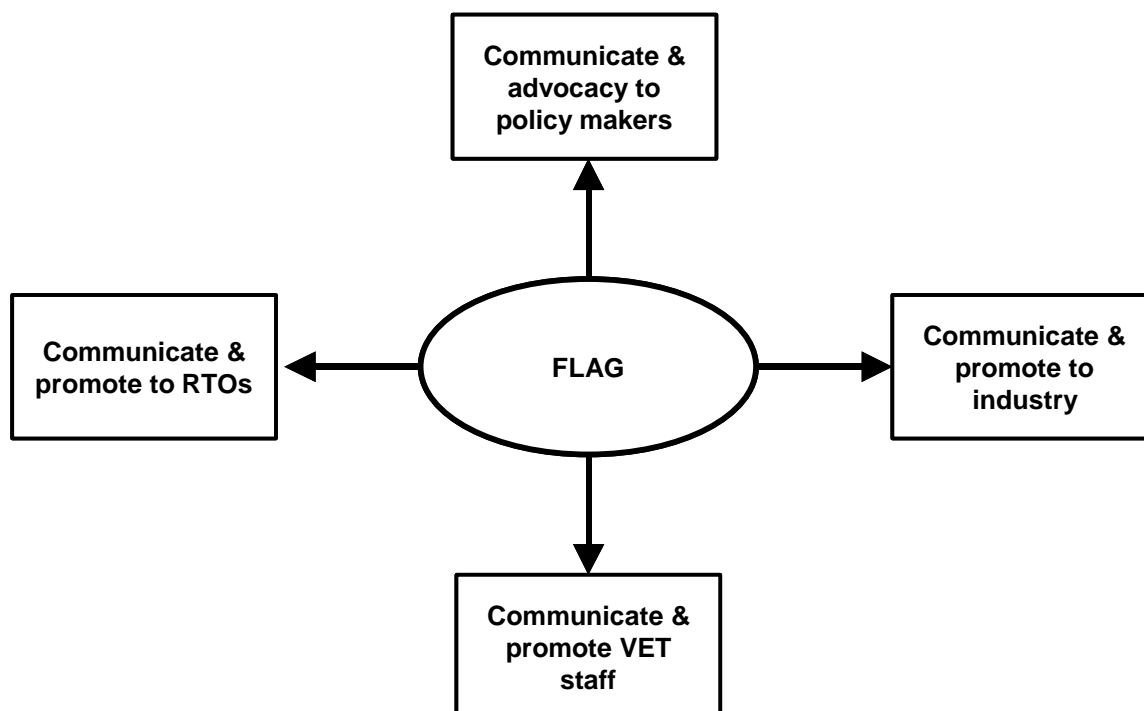 Communicate &
advocacy to
policy makers
Communicate &
promote to RTOs
FLAG
Communicate &
promote to
industry
Communicate &
promote VET
staff